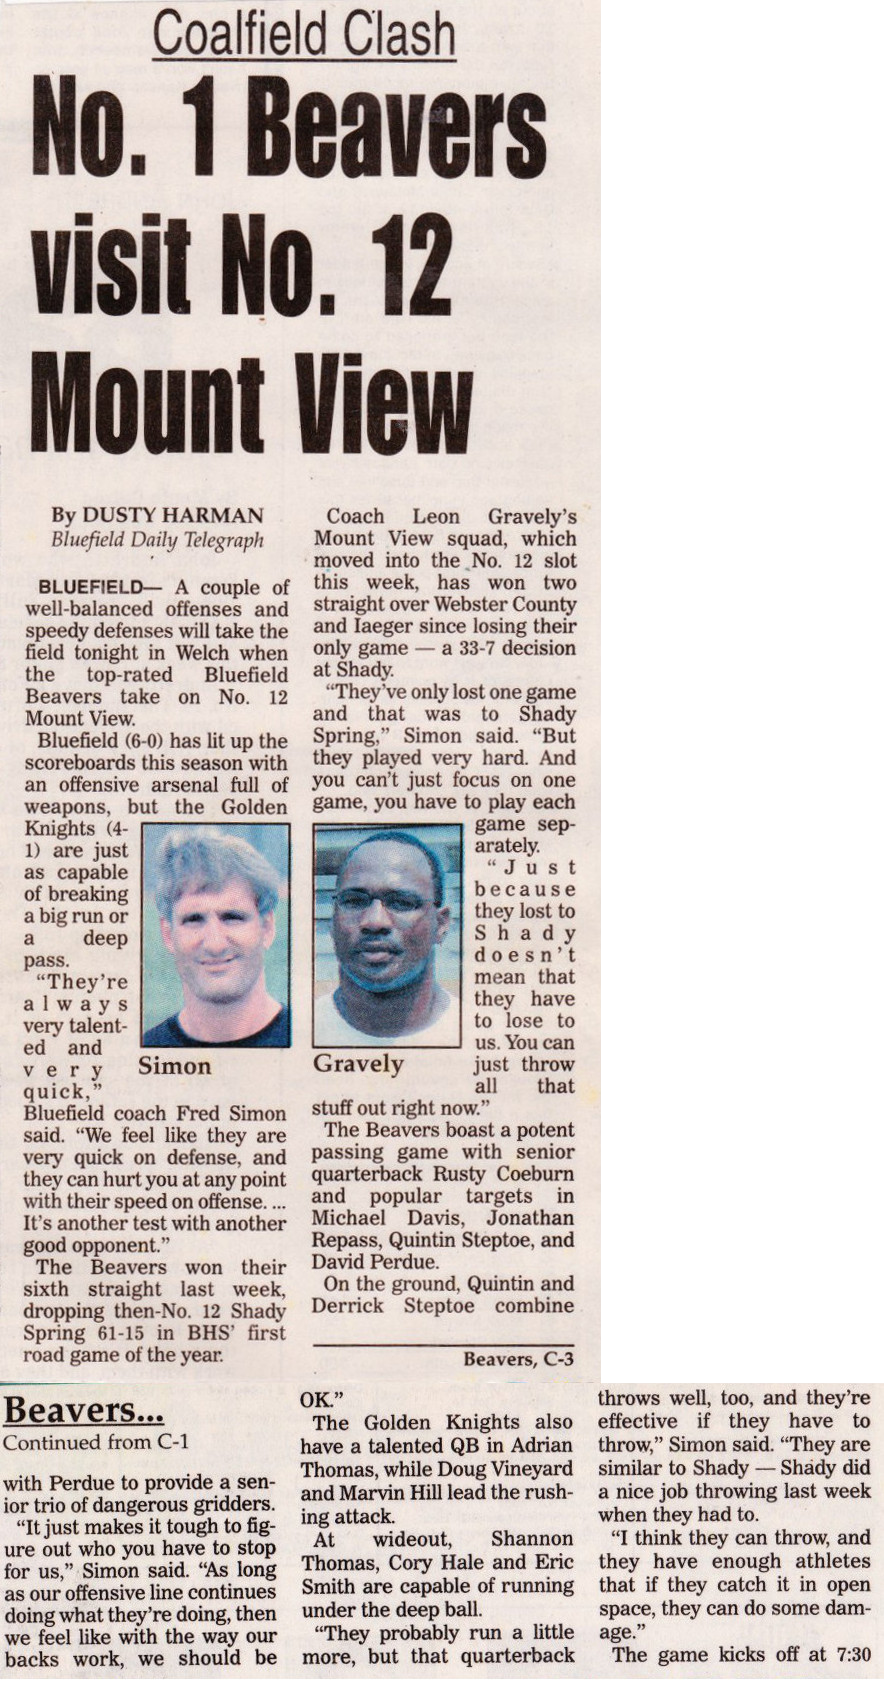 Coalfield Clash
No. 1 Beavers
visit No. 12
Mount View
By DUSTY HARMAN
Bluefield Daily Telegraph
BLUEFIELD— A couple of
well-balanced offenses and
speedy defenses will take the
field tonight in Welch when
the top-rated Bluefield
Beavers take on No. 12
Mount View.
Bluefield (6-0) has lit up the
scoreboards this season with
an offensive arsenal full of
weapons, but the Golden
Knights (4-
1) are just
as capable
of breaking
a big run or
a deep
pass.
“They're
always
very talent-
ed and
very
quick,”
Simon
Bluefield coach Fred Simon
said. “We feel like they are
very quick on defense, and
they can hurt you at any point
with their speed on offense. ...
It's another test with another
good opponent.”
The Beavers won their
sixth straight last week,
dropping then-No. 12 Shady
Spring 61-15 in BHS' first
road game of the year.
Coach Leon Gravely's
Mount View squad, which
moved into the No. 12 slot
this week, has won two
straight over Webster County
and Iaeger since losing their
only game — a 33-7 decision
at Shady.
“They've only lost one game
and that was to Shady
Spring,” Simon said. “But
they played very hard. And
you can't just focus on one
game, you have to play each
game sep-
arately.
“Just
because
they lost to
Shady
doesn't
mean that
they have
to lose to
us. You can
just throw
all that
Gravely
stuff out right now.”
The Beavers boast a potent
passing game with senior
quarterback Rusty Coeburn
and popular targets in
Michael Davis, Jonathan
Repass, Quintin Steptoe, and
David Perdue.
On the ground, Quintin and
Derrick Steptoe combine
Beavers, C-3
Beavers...
Continued from C-1
with Perdue to provide a sen-
ior trio of dangerous gridders.
“It just makes it tough to fig-
ure out who you have to stop
for us,” Simon said. “As long
as our offensive line continues
doing what they're doing, then
we feel like with the way our
backs work, we should be
OK.”
The Golden Knights also
have a talented QB in Adrian
Thomas, while Doug Vineyard
and Marvin Hill lead the rush-
ing attack.
At wideout, Shannon
Thomas, Cory Hale and Eric
Smith are capable of running
under the deep ball.
“They probably run a little
more, but that quarterback
throws well, too, and they're
effective if they have to
throw,” Simon said. “They are
similar to Shady — Shady did
a nice job throwing last week
when they had to.
“I think they can throw, and
they have enough athletes
that if they catch it in open
space, they can do some dam-
age.”
The game kicks off at 7:30